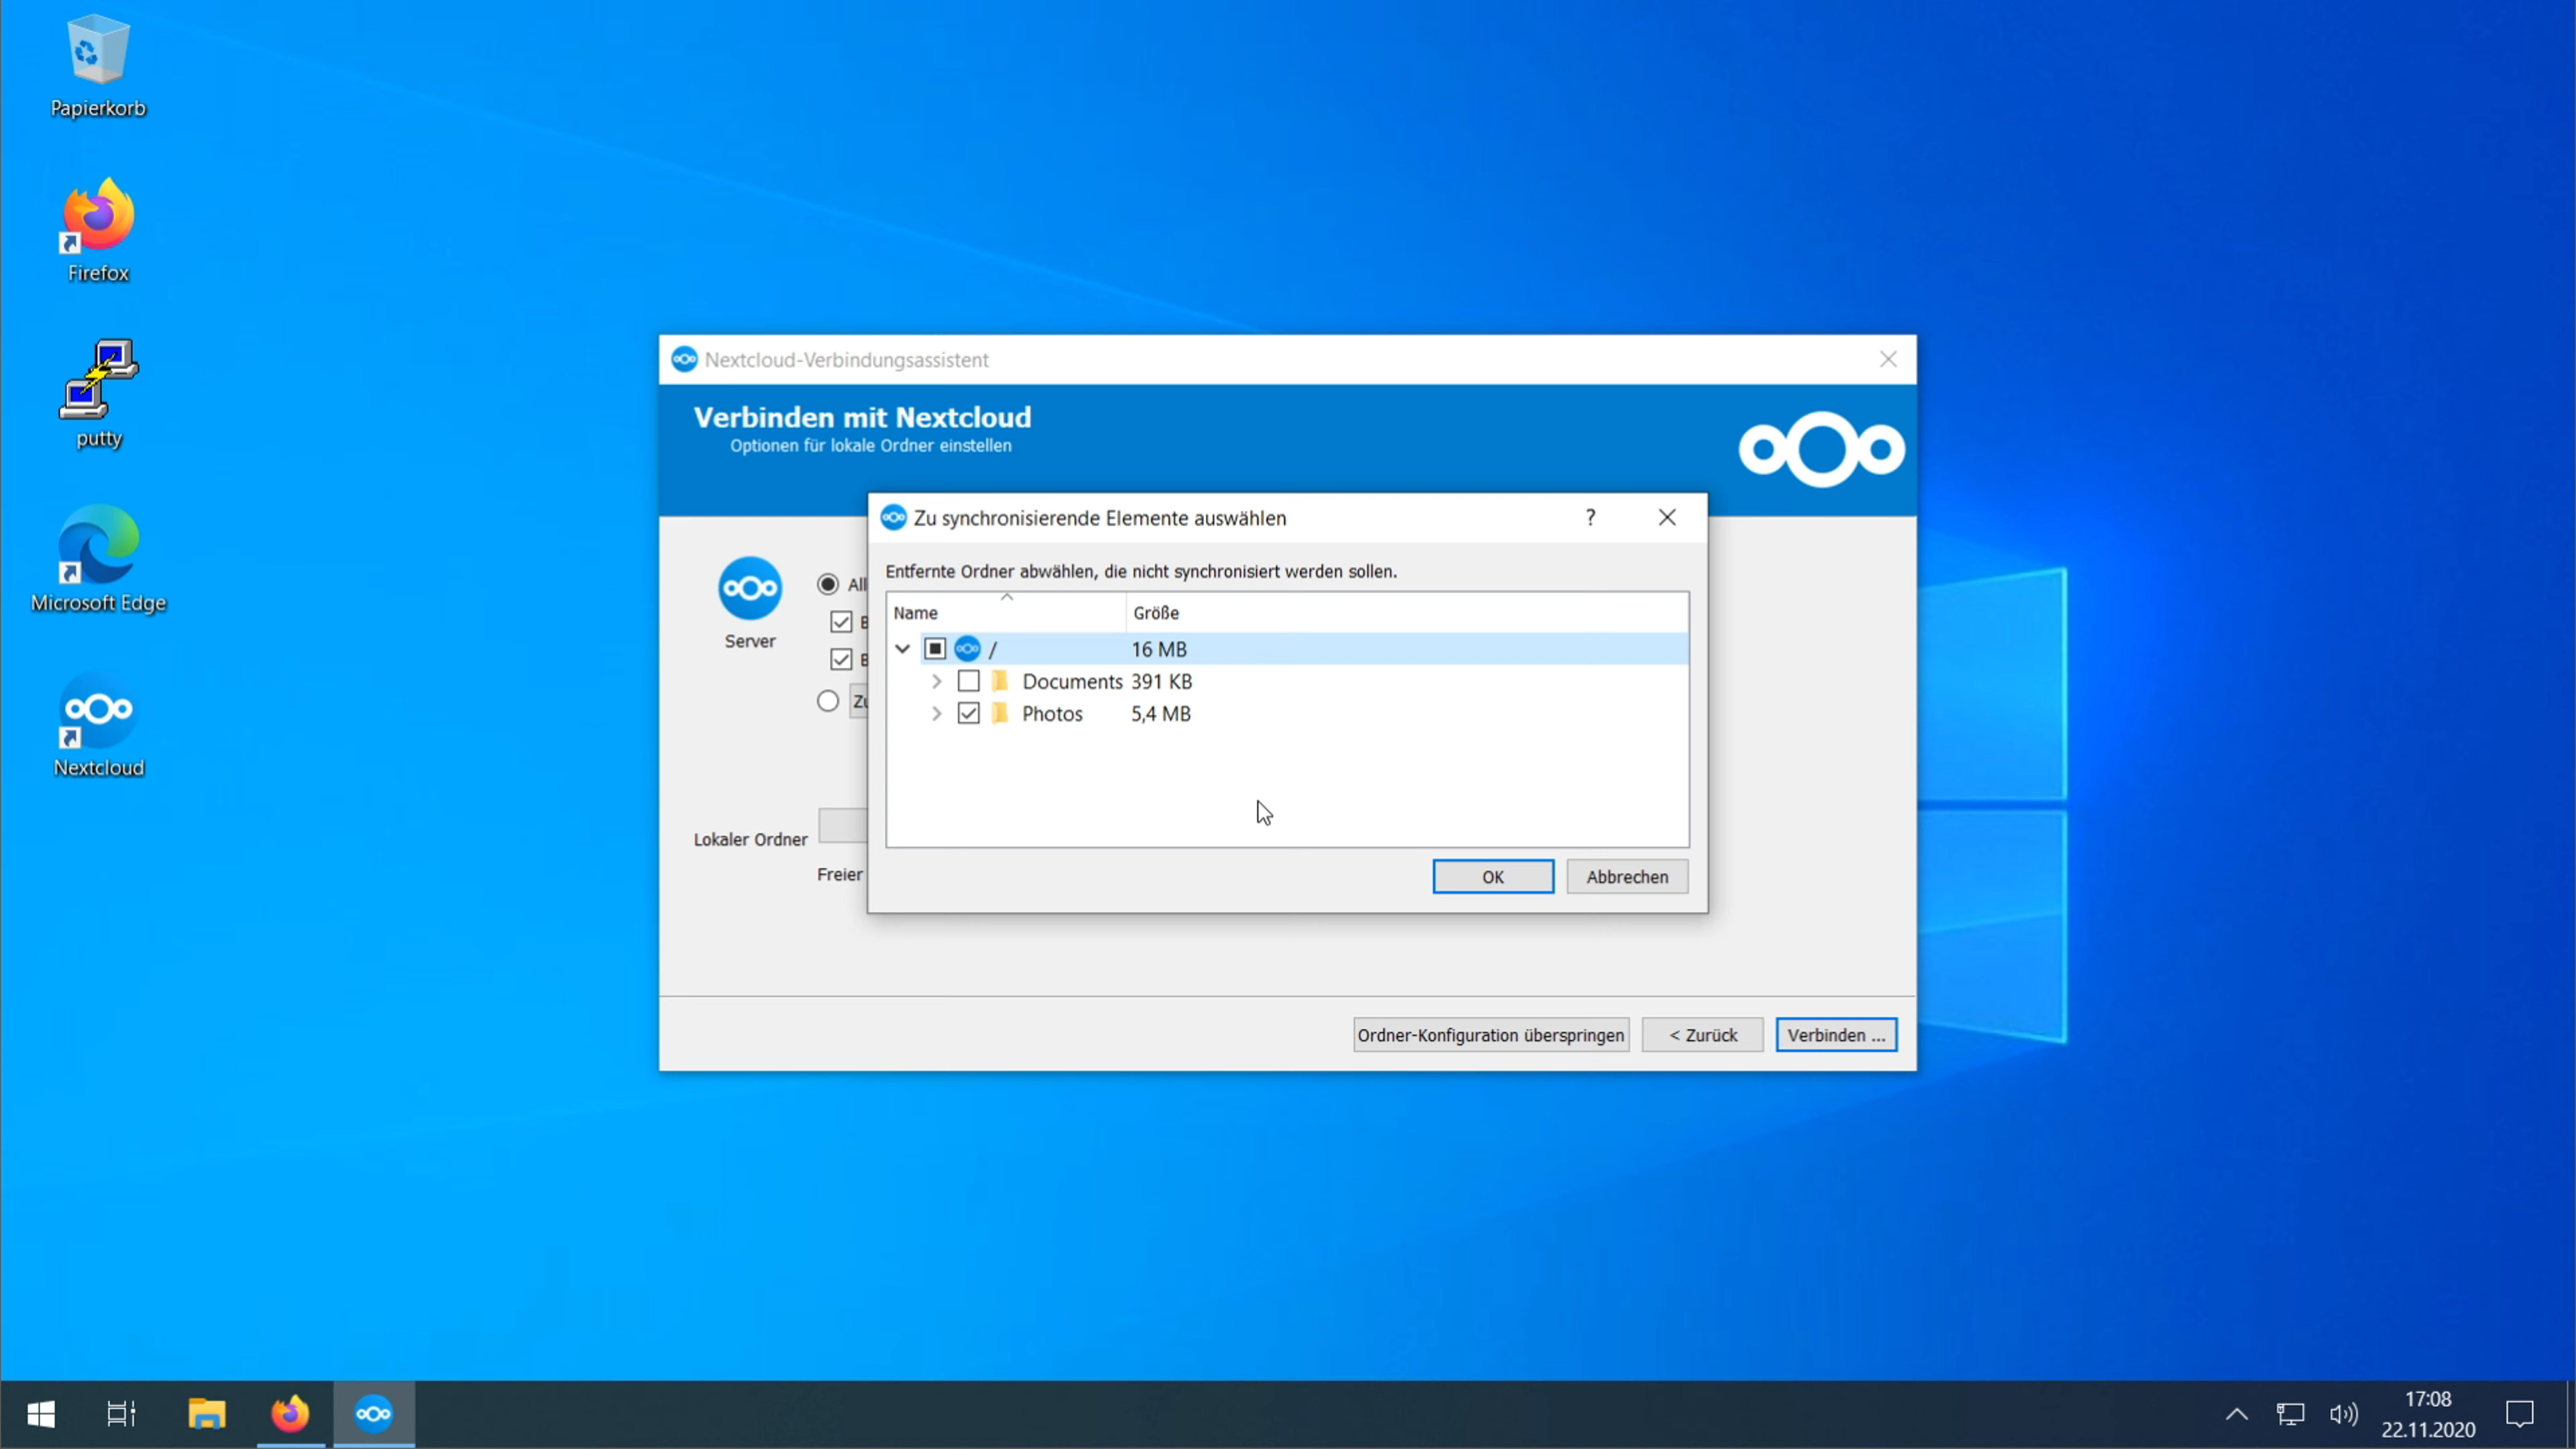 Papierkorb
Firefox
putty
Microsoft Edge
Nextcloud
Nextcloud-Verbindungsassistent
Verbinden mit Nextcloud
Optionen für lokale Ordner einstellen
Zu synchronisierende Elemente auswählen
?
Entfernte Ordner abwählen, die nicht synchronisiert werden sollen.
Name Größe
/ 16 MB
Documents 391 KB
Photos 5,4 MB
OK Abbrechen
Server
All
Zu
Lokaler Ordner
Freier
Ordner-Konfiguration überspringen < Zurück Verbinden ...
17:08
22.11.2020